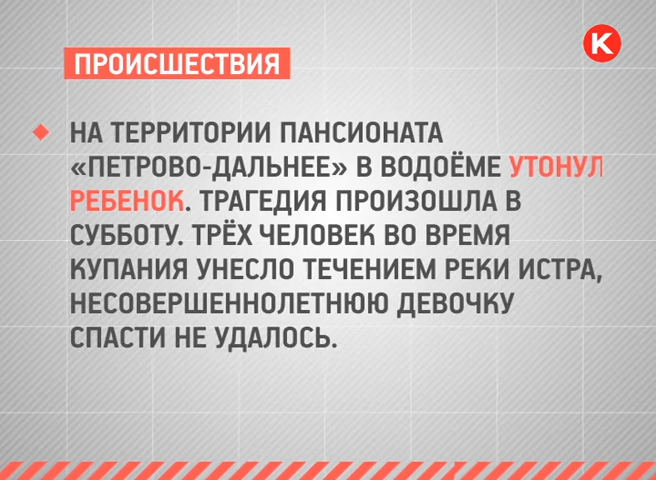 ПРОИСШЕСТВИЯ
К
НА ТЕРРИТОРИИ ПАНСИОНАТА
«ПЕТРОВО-ДАЛЬНЕЕ» В ВОДОЁМЕ УТОНУЛ
РЕБЕНОК. ТРАГЕДИЯ ПРОИЗОШЛА В
СУББОТУ. ТРЁХ ЧЕЛОВЕК ВО ВРЕМЯ
КУПАНИЯ УНЕСЛО ТЕЧЕНИЕМ РЕКИ ИСТРА,
НЕСОВЕРШЕННОЛЕТНЮЮ ДЕВОЧКУ
СПАСТИ НЕ УДАЛОСЬ.